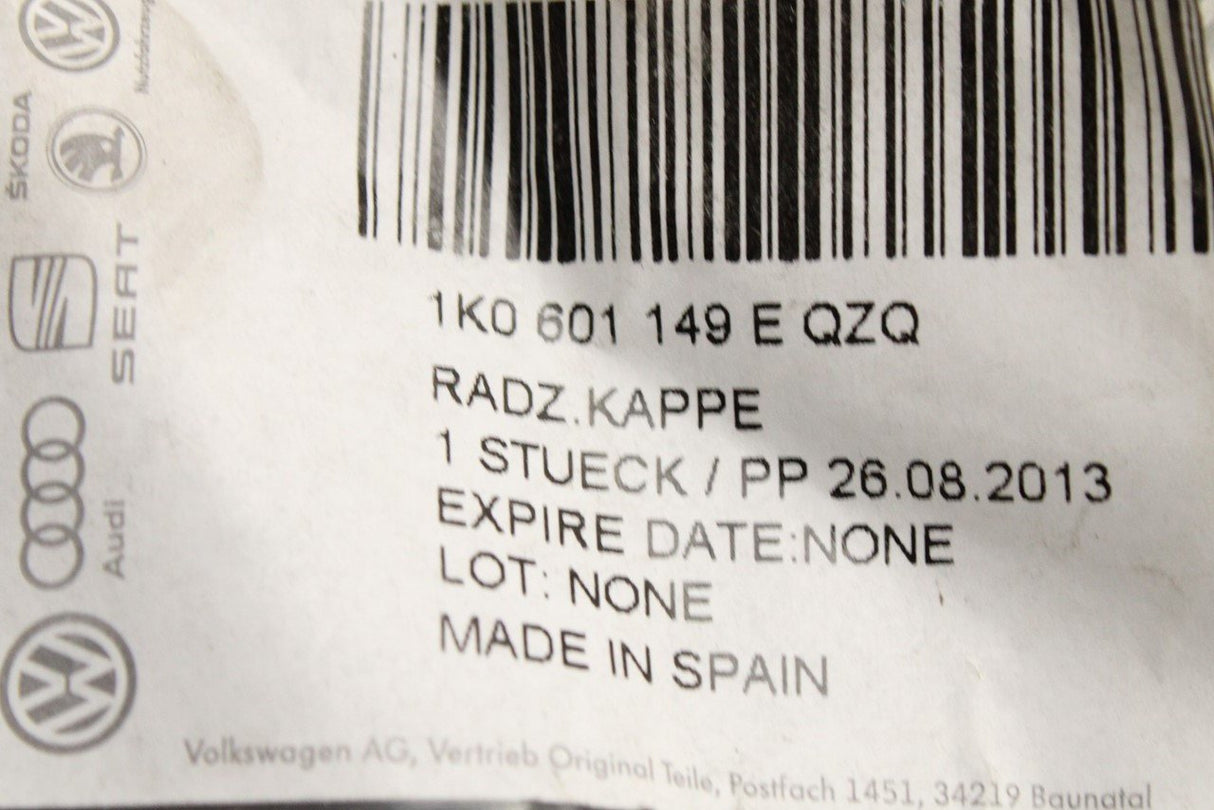 1K0 601 149 E QZQ
RADZ.KAPPE
1 STUECK / PP 26.08.2013
EXPIRE DATE:NONE
LOT: NONE
MADE IN SPAIN
Volkswagen AG, Vertrieb Original Teile, Postfach 1451, 34219 Baunatal
Audi
SEAT
ŠKODA
Nutzfahrzeuge